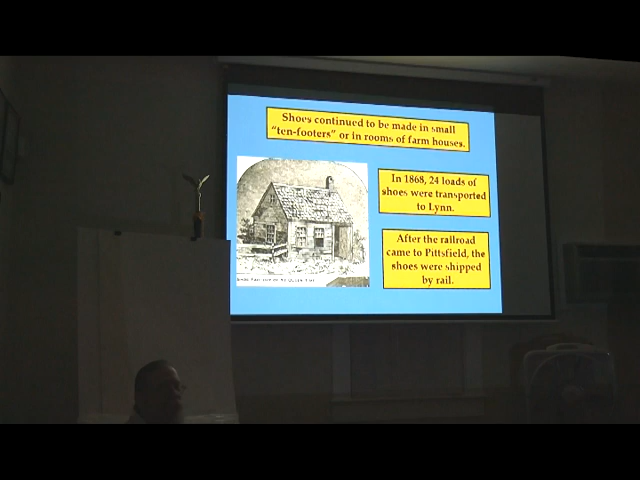 Shoes continued to be made in small
"ten-footers" or in rooms of farm houses.
In 1868, 24 loads of
shoes were transported
to Lynn.
After the railroad
came to Pittsfield, the
shoes were shipped
by rail.